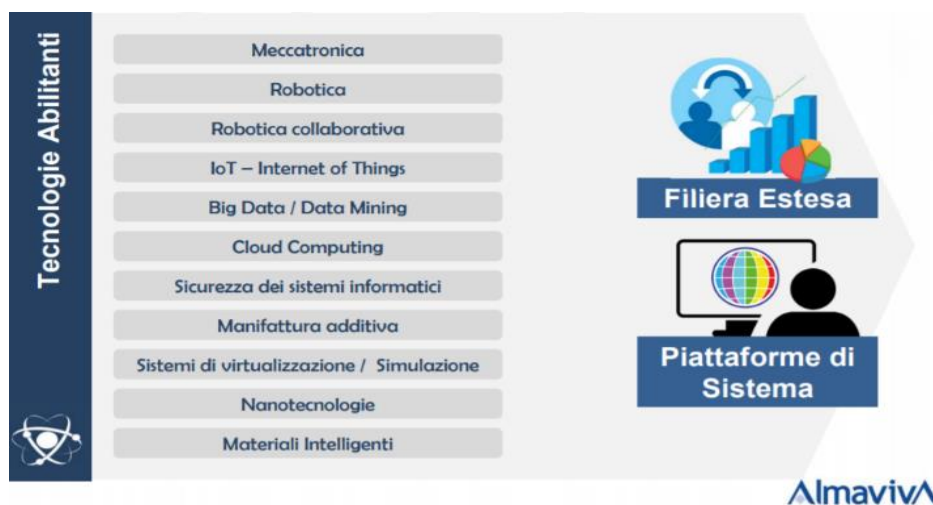 Tecnologie Abilitanti
Meccatronica
Robotica
Robotica collaborativa
IoT – Internet of Things
Big Data / Data Mining
Cloud Computing
Sicurezza dei sistemi informatici
Manifattura additiva
Sistemi di virtualizzazione / Simulazione
Nanotecnologie
Materiali Intelligenti
Filiera Estesa
Piattaforme di
Sistema
AlmavivA